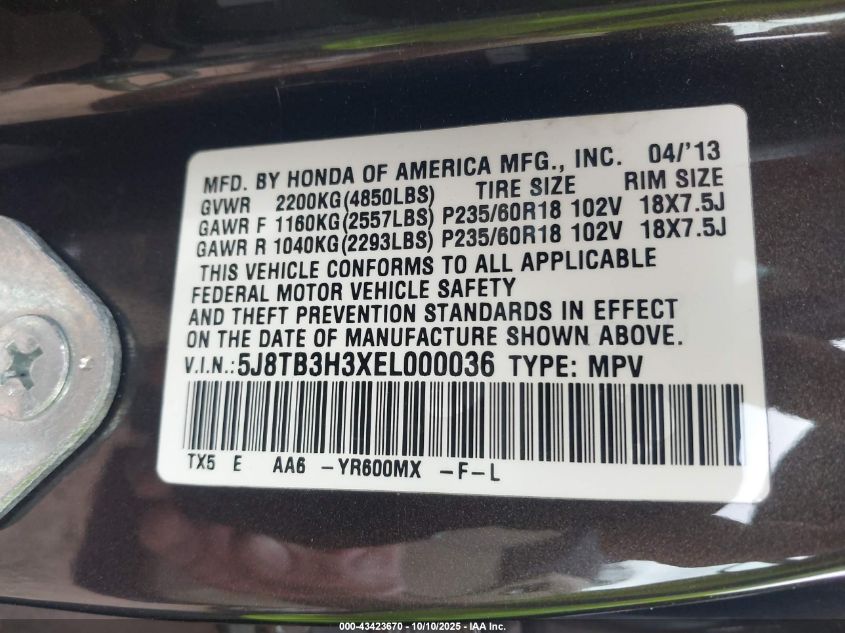 MFD. BY HONDA OF AMERICA MFG., INC. 04/'13
GVWR 2200KG(4850LBS) TIRE SIZE RIM SIZE
GAWR F 1160KG(2557LBS) P235/60R18 102V 18X7.5J
GAWR R 1040KG(2293LBS) P235/60R18 102V 18X7.5J
THIS VEHICLE CONFORMS TO ALL APPLICABLE
FEDERAL MOTOR VEHICLE SAFETY
AND THEFT PREVENTION STANDARDS IN EFFECT
ON THE DATE OF MANUFACTURE SHOWN ABOVE.
V.I.N.: 5J8TB3H3XEL000036 TYPE: MPV
TX5 E AA6 -YR600MX -F-L
000-43423670 - 10/10/2025 - IAA Inc.